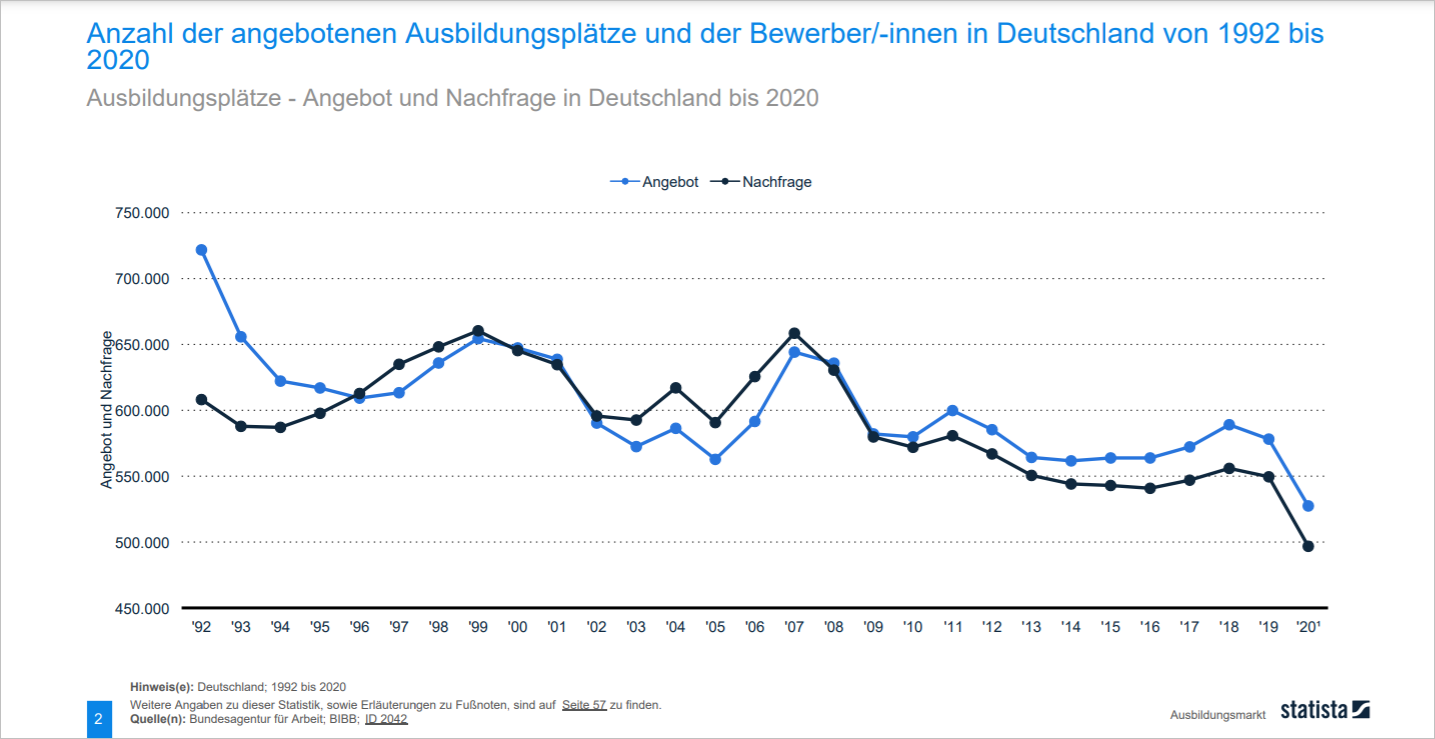 Anzahl der angebotenen Ausbildungsplätze und der Bewerber/-innen in Deutschland von 1992 bis
2020
Ausbildungsplätze - Angebot und Nachfrage in Deutschland bis 2020
Angebot Nachfrage
Angebot und Nachfrage
750.000
700.000
650.000
600.000
550.000
500.000
450.000
'92 '93 '94 '95 '96 '97 '98 '99 '00 '01 '02 '03 '04 '05 '06 '07 '08 '09 '10 '11 '12 '13 '14 '15 '16 '17 '18 '19 '20¹
Hinweis(e): Deutschland; 1992 bis 2020
Weitere Angaben zu dieser Statistik, sowie Erläuterungen zu Fußnoten, sind auf Seite 57 zu finden.
Quelle(n): Bundesagentur für Arbeit; BIBB; ID 2042
2
Ausbildungsmarkt statista